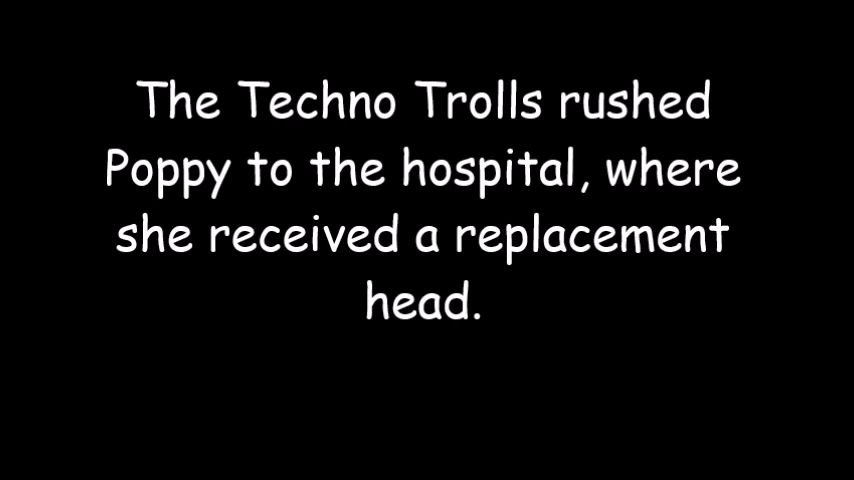 The Techno Trolls rushed
Poppy to the hospital, where
she received a replacement
head.